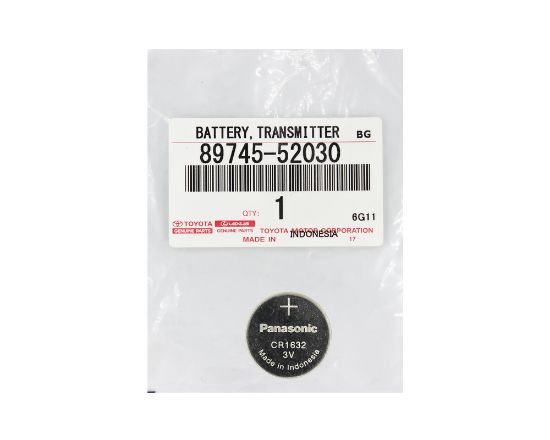 BATTERY, TRANSMITTER BG
89745-52030
QTY: 1 6G11
TOYOTA LEXUS
GENUINE PARTS GENUINE PARTS TOYOTA MOTOR CORPORATION
MADE IN INDONESIA 17
+
Panasonic
CR1632
3V
Made in Indonesia